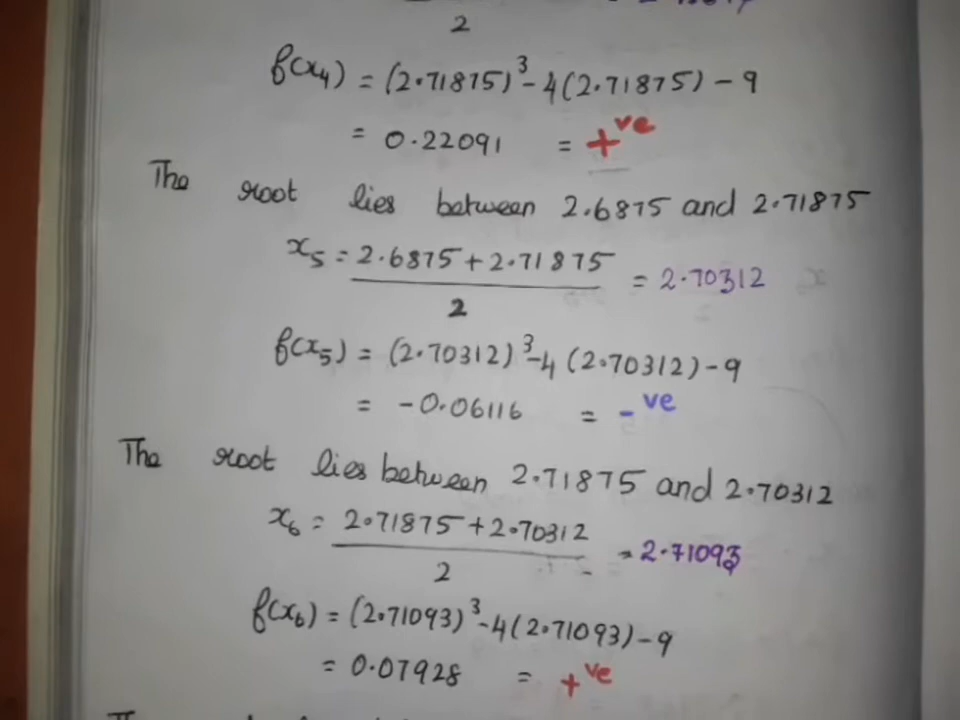 2
f(x₄) = (2.71875)³ - 4(2.71875) - 9
= 0.22091 = +ve
The root lies between 2.6875 and 2.71875
x₅ = 2.6875 + 2.71875 / 2 = 2.70312
f(x₅) = (2.70312)³ - 4 (2.70312) - 9
= -0.06116 = -ve
The root lies between 2.71875 and 2.70312
x₆ = 2.71875 + 2.70312 / 2 = 2.71093
f(x₆) = (2.71093)³ - 4(2.71093) - 9
= 0.07928 = +ve